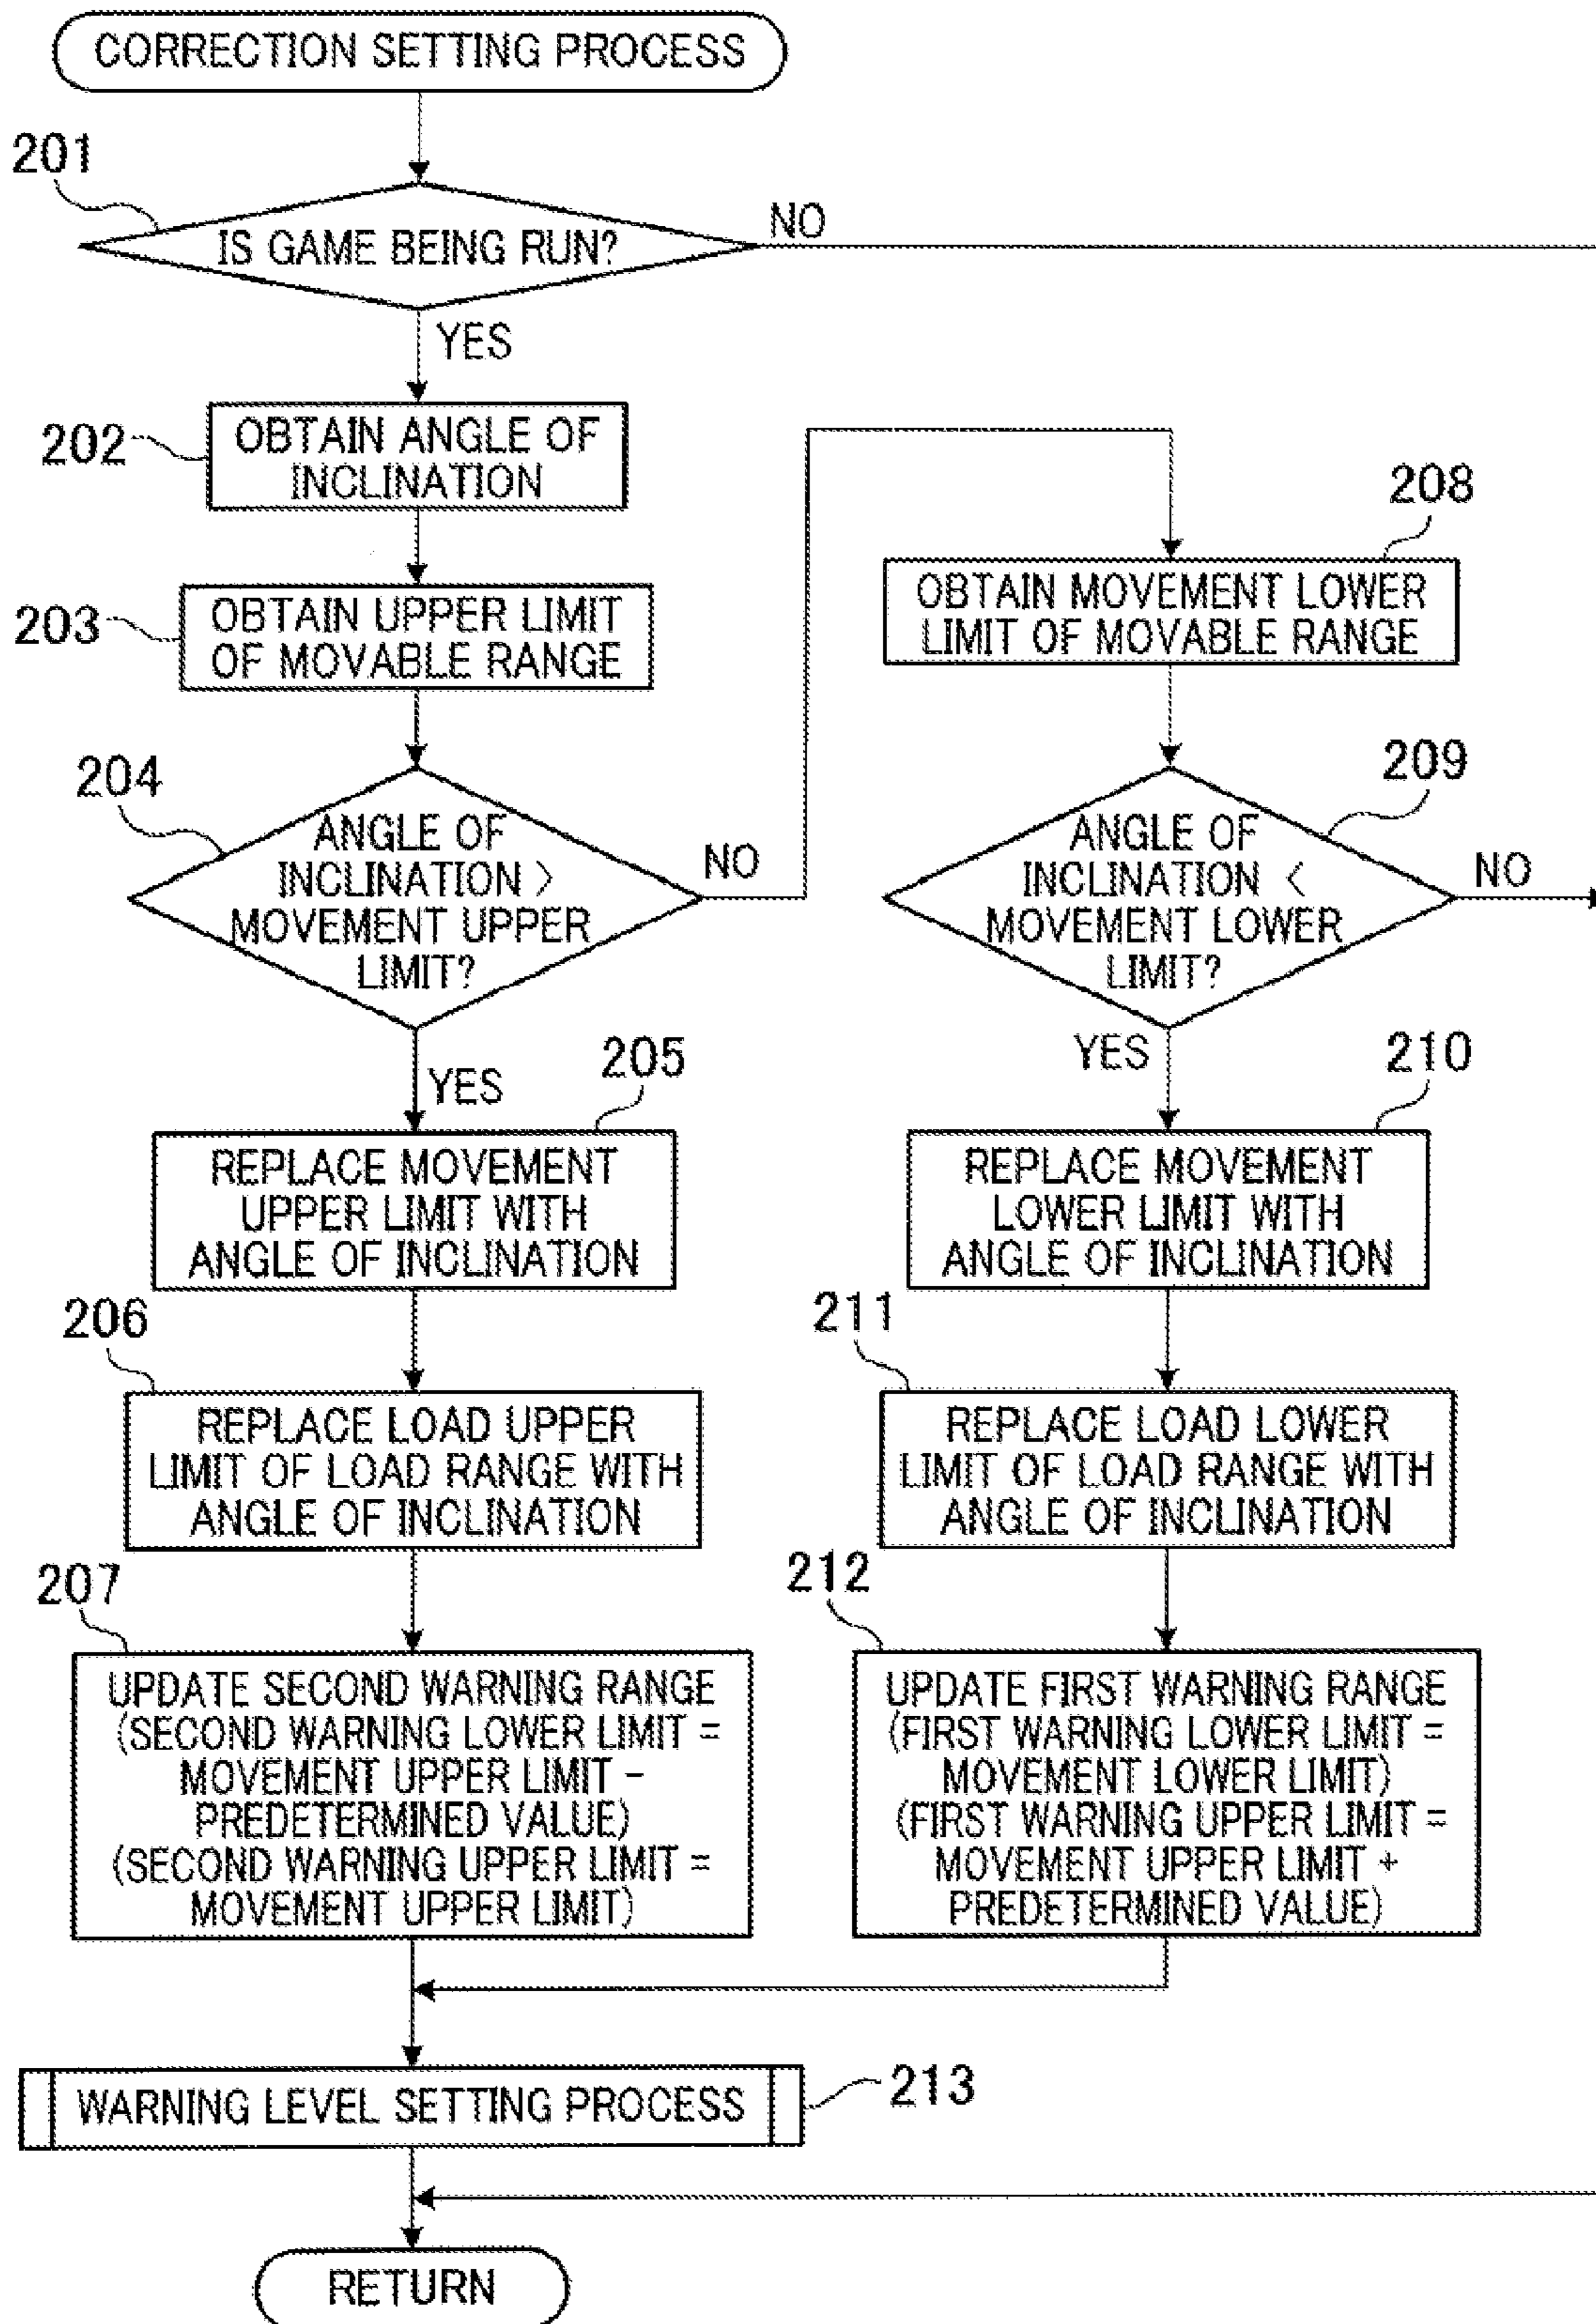 CORRECTION SETTING PROCESS
201
IS GAME BEING RUN?
NO
YES
202
OBTAIN ANGLE OF
INCLINATION
203
OBTAIN UPPER LIMIT
OF MOVABLE RANGE
204
ANGLE OF
INCLINATION >
MOVEMENT UPPER
LIMIT?
NO
YES
205
REPLACE MOVEMENT
UPPER LIMIT WITH
ANGLE OF INCLINATION
206
REPLACE LOAD UPPER
LIMIT OF LOAD RANGE WITH
ANGLE OF INCLINATION
207
UPDATE SECOND WARNING RANGE
(SECOND WARNING LOWER LIMIT =
MOVEMENT UPPER LIMIT -
PREDETERMINED VALUE)
(SECOND WARNING UPPER LIMIT =
MOVEMENT UPPER LIMIT)
208
OBTAIN MOVEMENT LOWER
LIMIT OF MOVABLE RANGE
209
ANGLE OF
INCLINATION <
MOVEMENT LOWER
LIMIT?
NO
YES
210
REPLACE MOVEMENT
LOWER LIMIT WITH
ANGLE OF INCLINATION
211
REPLACE LOAD LOWER
LIMIT OF LOAD RANGE WITH
ANGLE OF INCLINATION
212
UPDATE FIRST WARNING RANGE
(FIRST WARNING LOWER LIMIT =
MOVEMENT LOWER LIMIT)
(FIRST WARNING UPPER LIMIT =
MOVEMENT UPPER LIMIT +
PREDETERMINED VALUE)
WARNING LEVEL SETTING PROCESS
213
RETURN